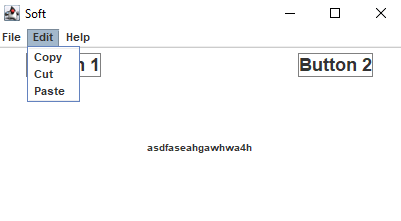 Soft
File Edit Help
Copy
Cut
Paste
1
Button 2
asdfaseahgawhwa4h